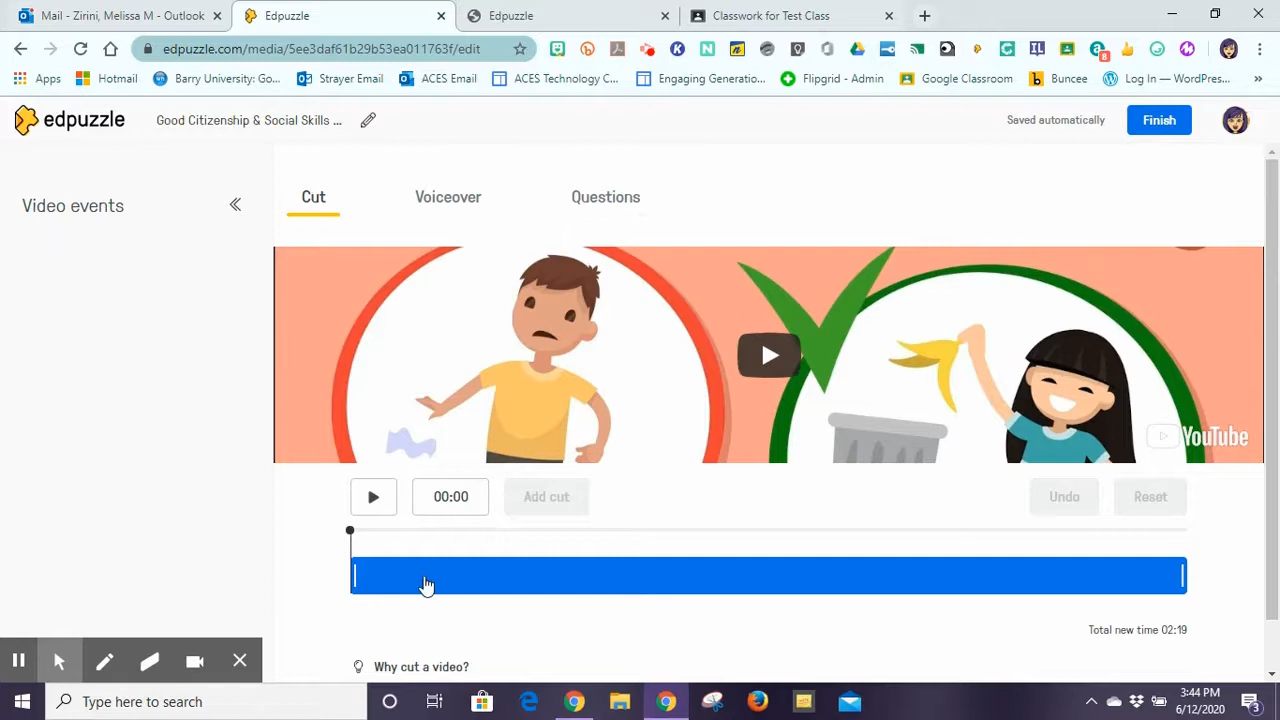 Mail - Zirini, Melissa M - Outlook
Edpuzzle
Edpuzzle
Classwork for Test Class
edpuzzle.com/media/5ee3daf61b29b53ea011763f/edit
Apps
Hotmail
Barry University: Go...
Strayer Email
ACES Email
ACES Technology C...
Engaging Generatio...
Flipgrid - Admin
Google Classroom
Buncee
Log In — WordPres...
»
edpuzzle
Good Citizenship & Social Skills ...
Saved automatically
Finish
Video events
Cut
Voiceover
Questions
YouTube
00:00
Add cut
Undo
Reset
Total new time 02:19
Why cut a video?
Type here to search
3:44 PM
6/12/2020
3